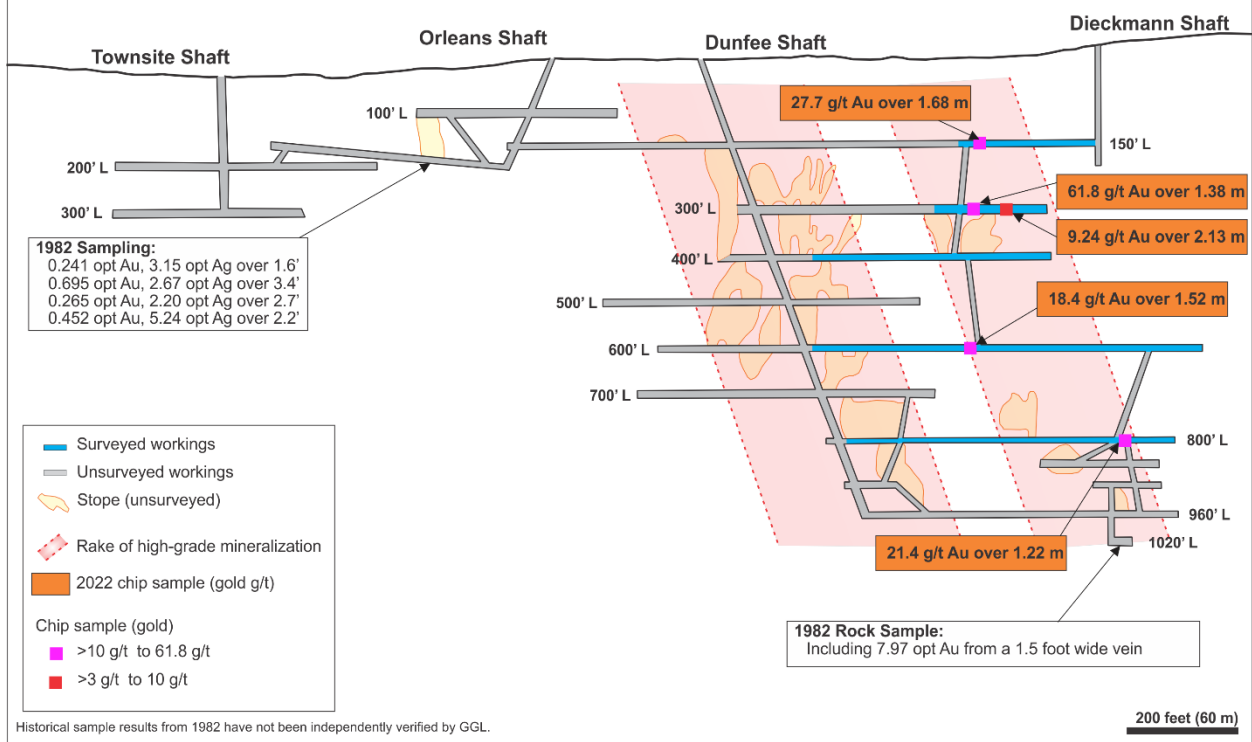 Dieckmann Shaft
Orleans Shaft
Dunfee Shaft
Townsite Shaft
27.7 g/t Au over 1.68 m
100’ L
150’ L
200’ L
61.8 g/t Au over 1.38 m
300’ L
300’ L
9.24 g/t Au over 2.13 m
1982 Sampling:
0.241 opt Au, 3.15 opt Ag over 1.6’
0.695 opt Au, 2.67 opt Ag over 3.4’
0.265 opt Au, 2.20 opt Ag over 2.7’
0.452 opt Au, 5.24 opt Ag over 2.2’
400’ L
500’ L
18.4 g/t Au over 1.52 m
600’ L
700’ L
800’ L
960’ L
1020’ L
21.4 g/t Au over 1.22 m
Surveyed workings
Unsurveyed workings
Stope (unsurveyed)
Rake of high-grade mineralization
2022 chip sample (gold g/t)
Chip sample (gold)
>10 g/t to 61.8 g/t
>3 g/t to 10 g/t
1982 Rock Sample:
Including 7.97 opt Au from a 1.5 foot wide vein
Historical sample results from 1982 have not been independently verified by GGL.
200 feet (60 m)